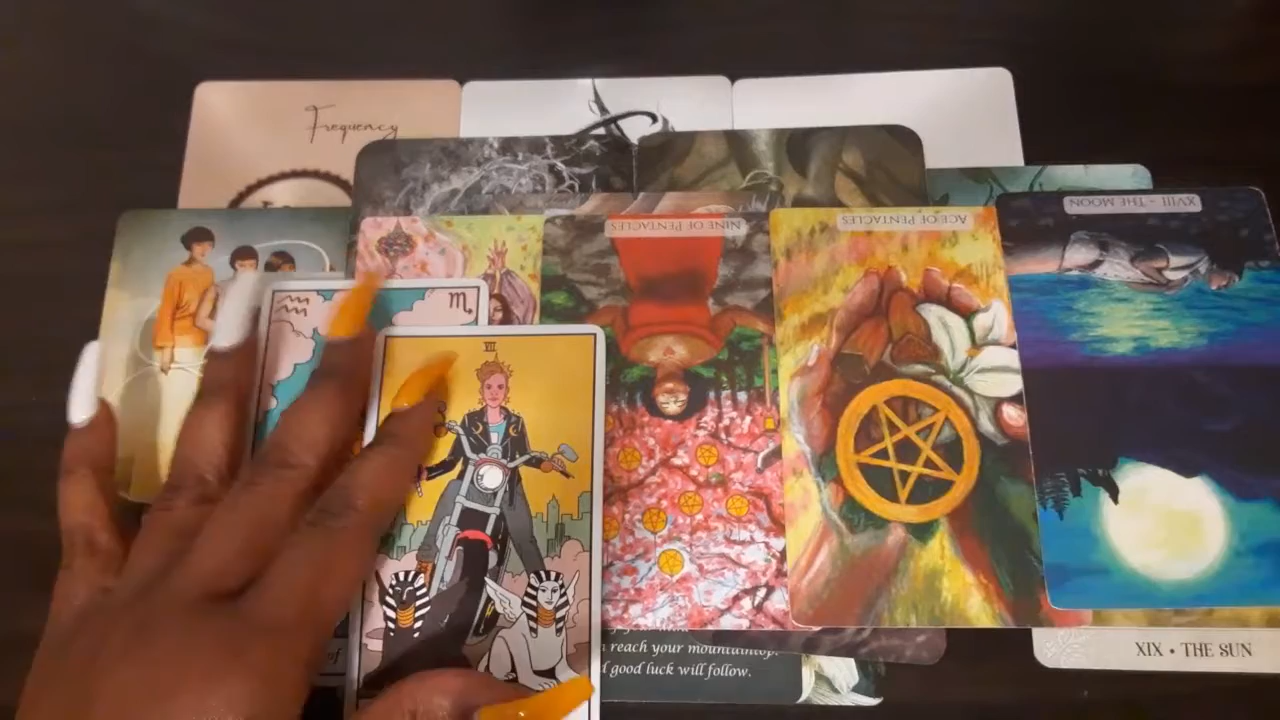 Frequency
XVIII - THE MOON
NINE OF PENTACLES
ACE OF PENTACLES
VII
reach your mountaintop.
good luck will follow.
XIX • THE SUN
of